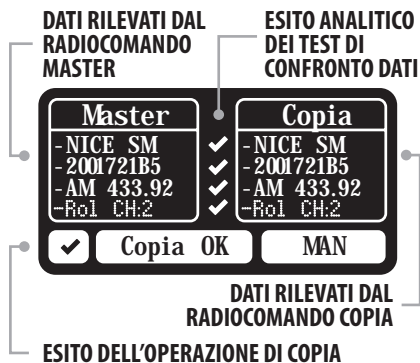 DATI RILEVATI DAL
RADIOCOMANDO
MASTER
ESITO ANALITICO
DEI TEST DI
CONFRONTO DATI
Master
-NICE SM
-2001721B5
-AM 433.92
-Rol CH:2
Copia
-NICE SM
-2001721B5
-AM 433.92
-Rol CH:2
Copia OK
MAN
DATI RILEVATI DAL
RADIOCOMANDO COPIA
ESITO DELL'OPERAZIONE DI COPIA